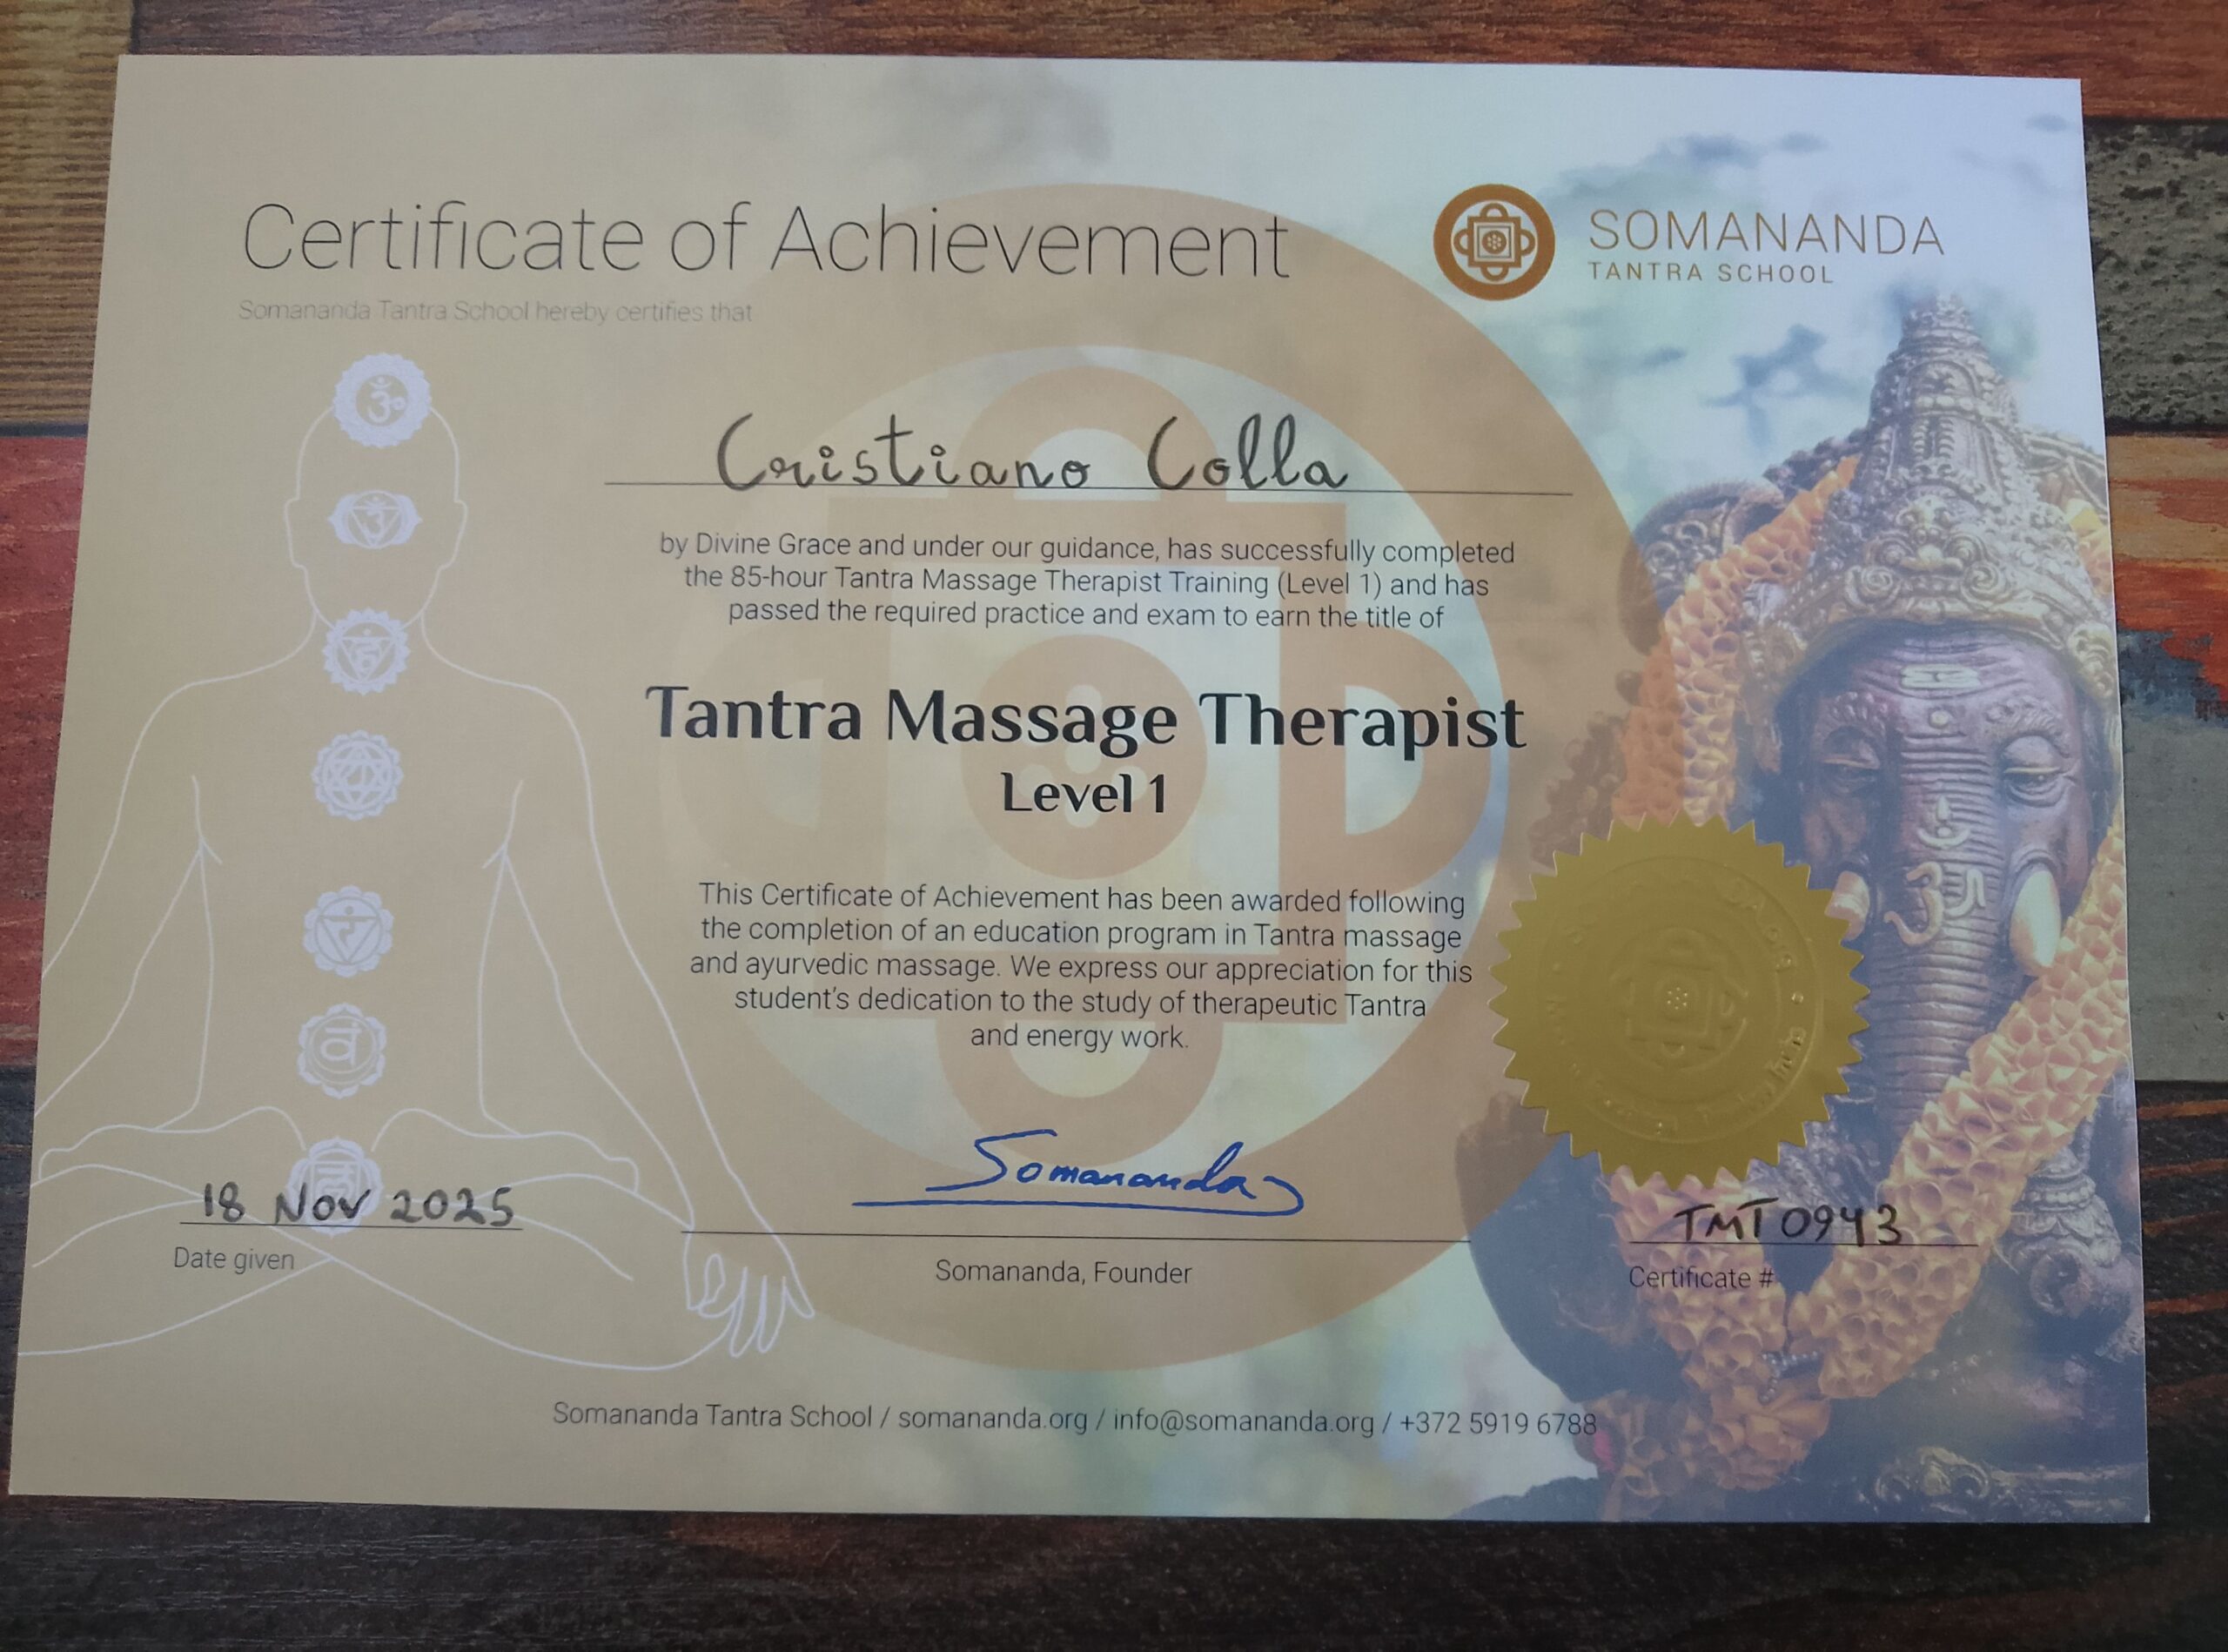 Certificate of Achievement
SOMANANDA
TANTRA SCHOOL
Somananda Tantra School hereby certifies that
Cristiano Colla
by Divine Grace and under our guidance, has successfully completed
the 85-hour Tantra Massage Therapist Training (Level 1) and has
passed the required practice and exam to earn the title of
Tantra Massage Therapist
Level 1
This Certificate of Achievement has been awarded following
the completion of an education program in Tantra massage
and ayurvedic massage. We express our appreciation for this
student's dedication to the study of therapeutic Tantra
and energy work.
18 Nov 2025
Date given
Somananda
Somananda, Founder
TMT0943
Certificate #
Somananda Tantra School / somananda.org / info@somananda.org / +372 5919 6788